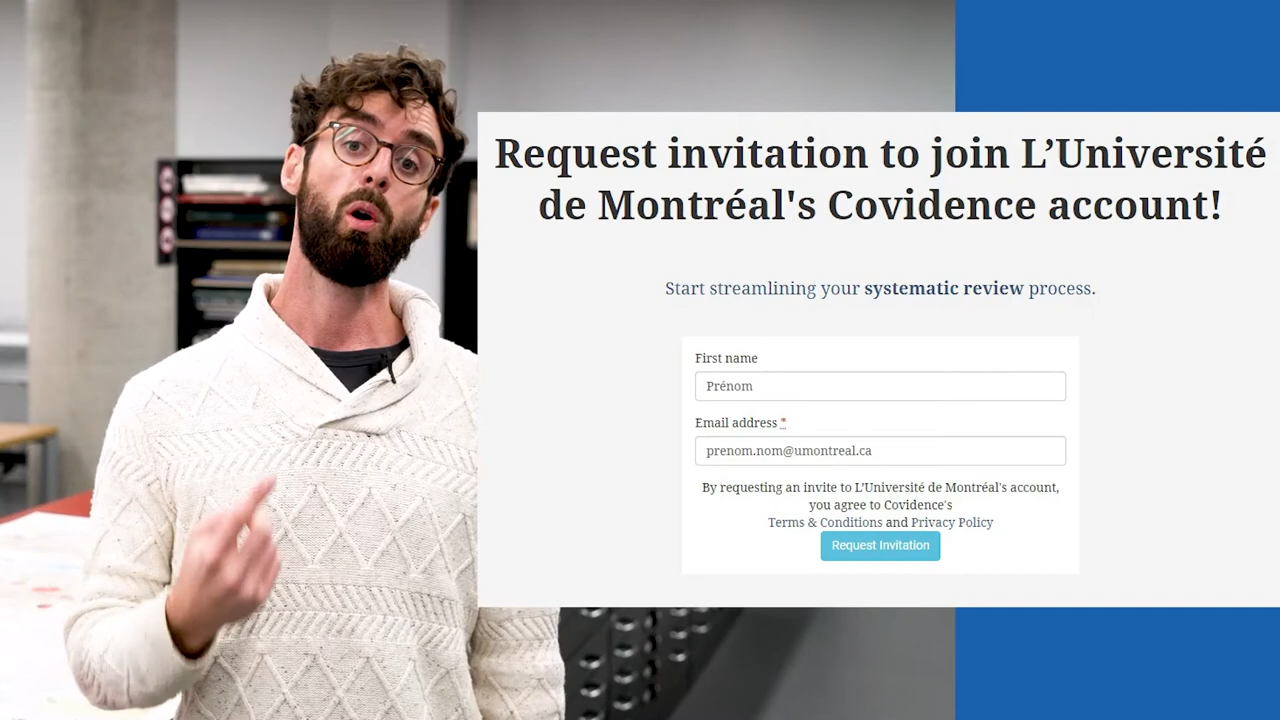 Request invitation to join L’Université
de Montréal's Covidence account!
Start streamlining your systematic review process.
First name
Prénom
Email address *
prenom.nom@umontreal.ca
By requesting an invite to L'Université de Montréal's account,
you agree to Covidence's
Terms & Conditions and Privacy Policy
Request Invitation